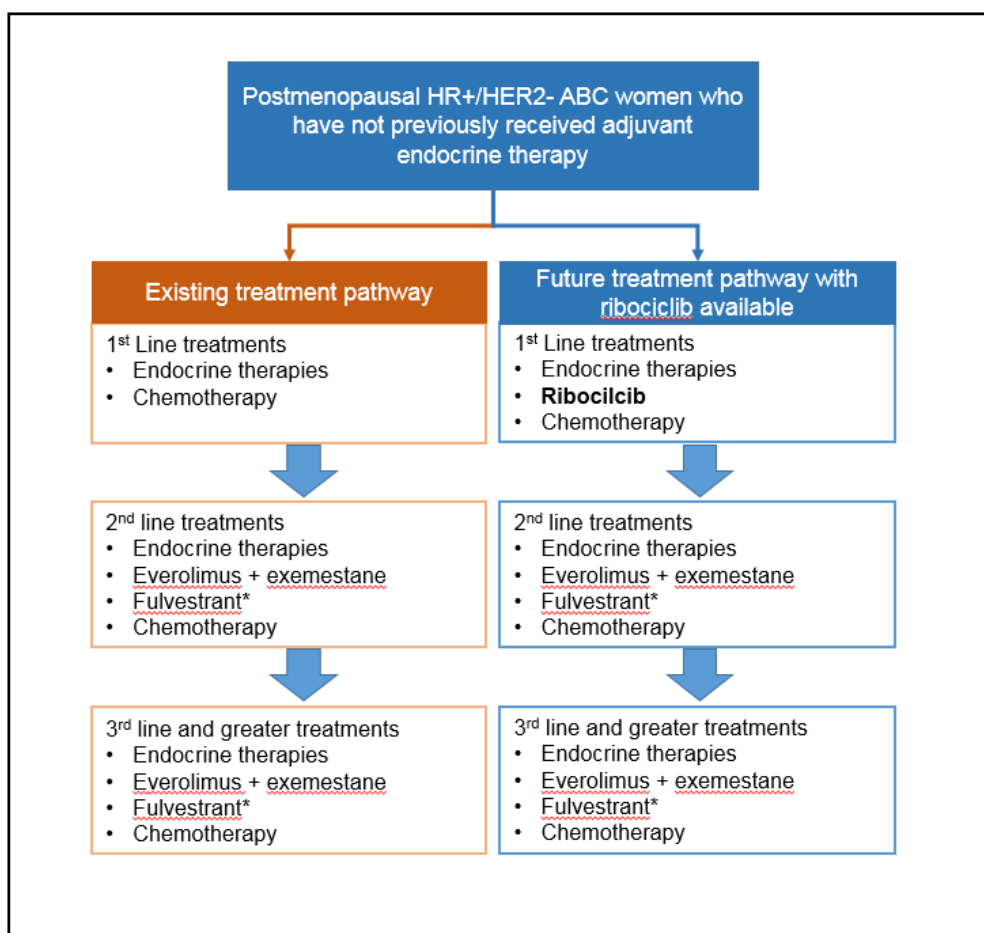 Postmenopausal HR+/HER2- ABC women who
have not previously received adjuvant
endocrine therapy
Existing treatment pathway
1st Line treatments
• Endocrine therapies
• Chemotherapy
2nd line treatments
• Endocrine therapies
• Everolimus + exemestane
• Fulvestrant*
• Chemotherapy
3rd line and greater treatments
• Endocrine therapies
• Everolimus + exemestane
• Fulvestrant*
• Chemotherapy
Future treatment pathway with
ribociclib available
1st Line treatments
• Endocrine therapies
• Ribocilcib
• Chemotherapy
2nd line treatments
• Endocrine therapies
• Everolimus + exemestane
• Fulvestrant*
• Chemotherapy
3rd line and greater treatments
• Endocrine therapies
• Everolimus + exemestane
• Fulvestrant*
• Chemotherapy